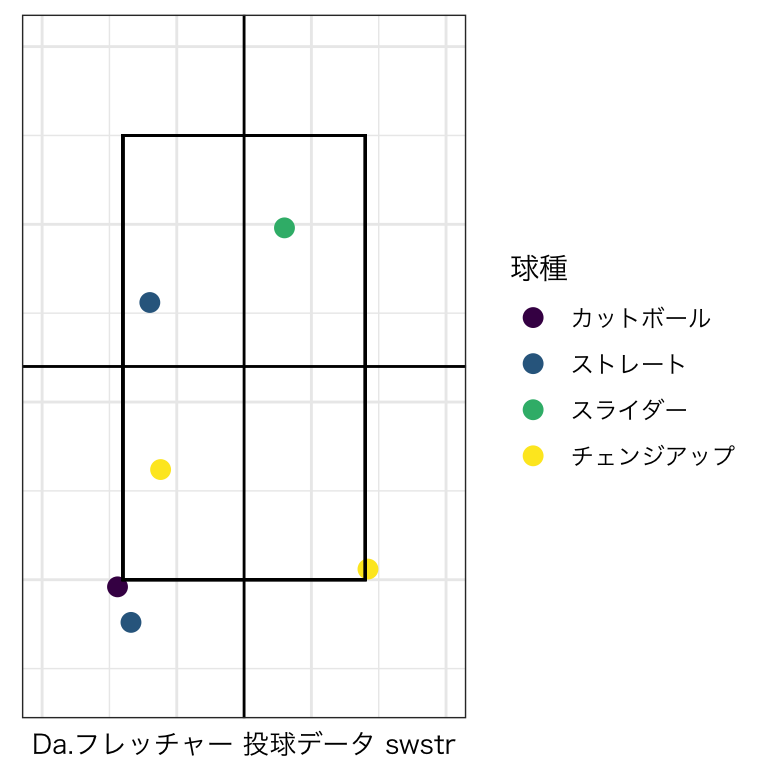 球種
カットボール
ストレート
スライダー
チェンジアップ
Da.フレッチャー 投球データ swstr